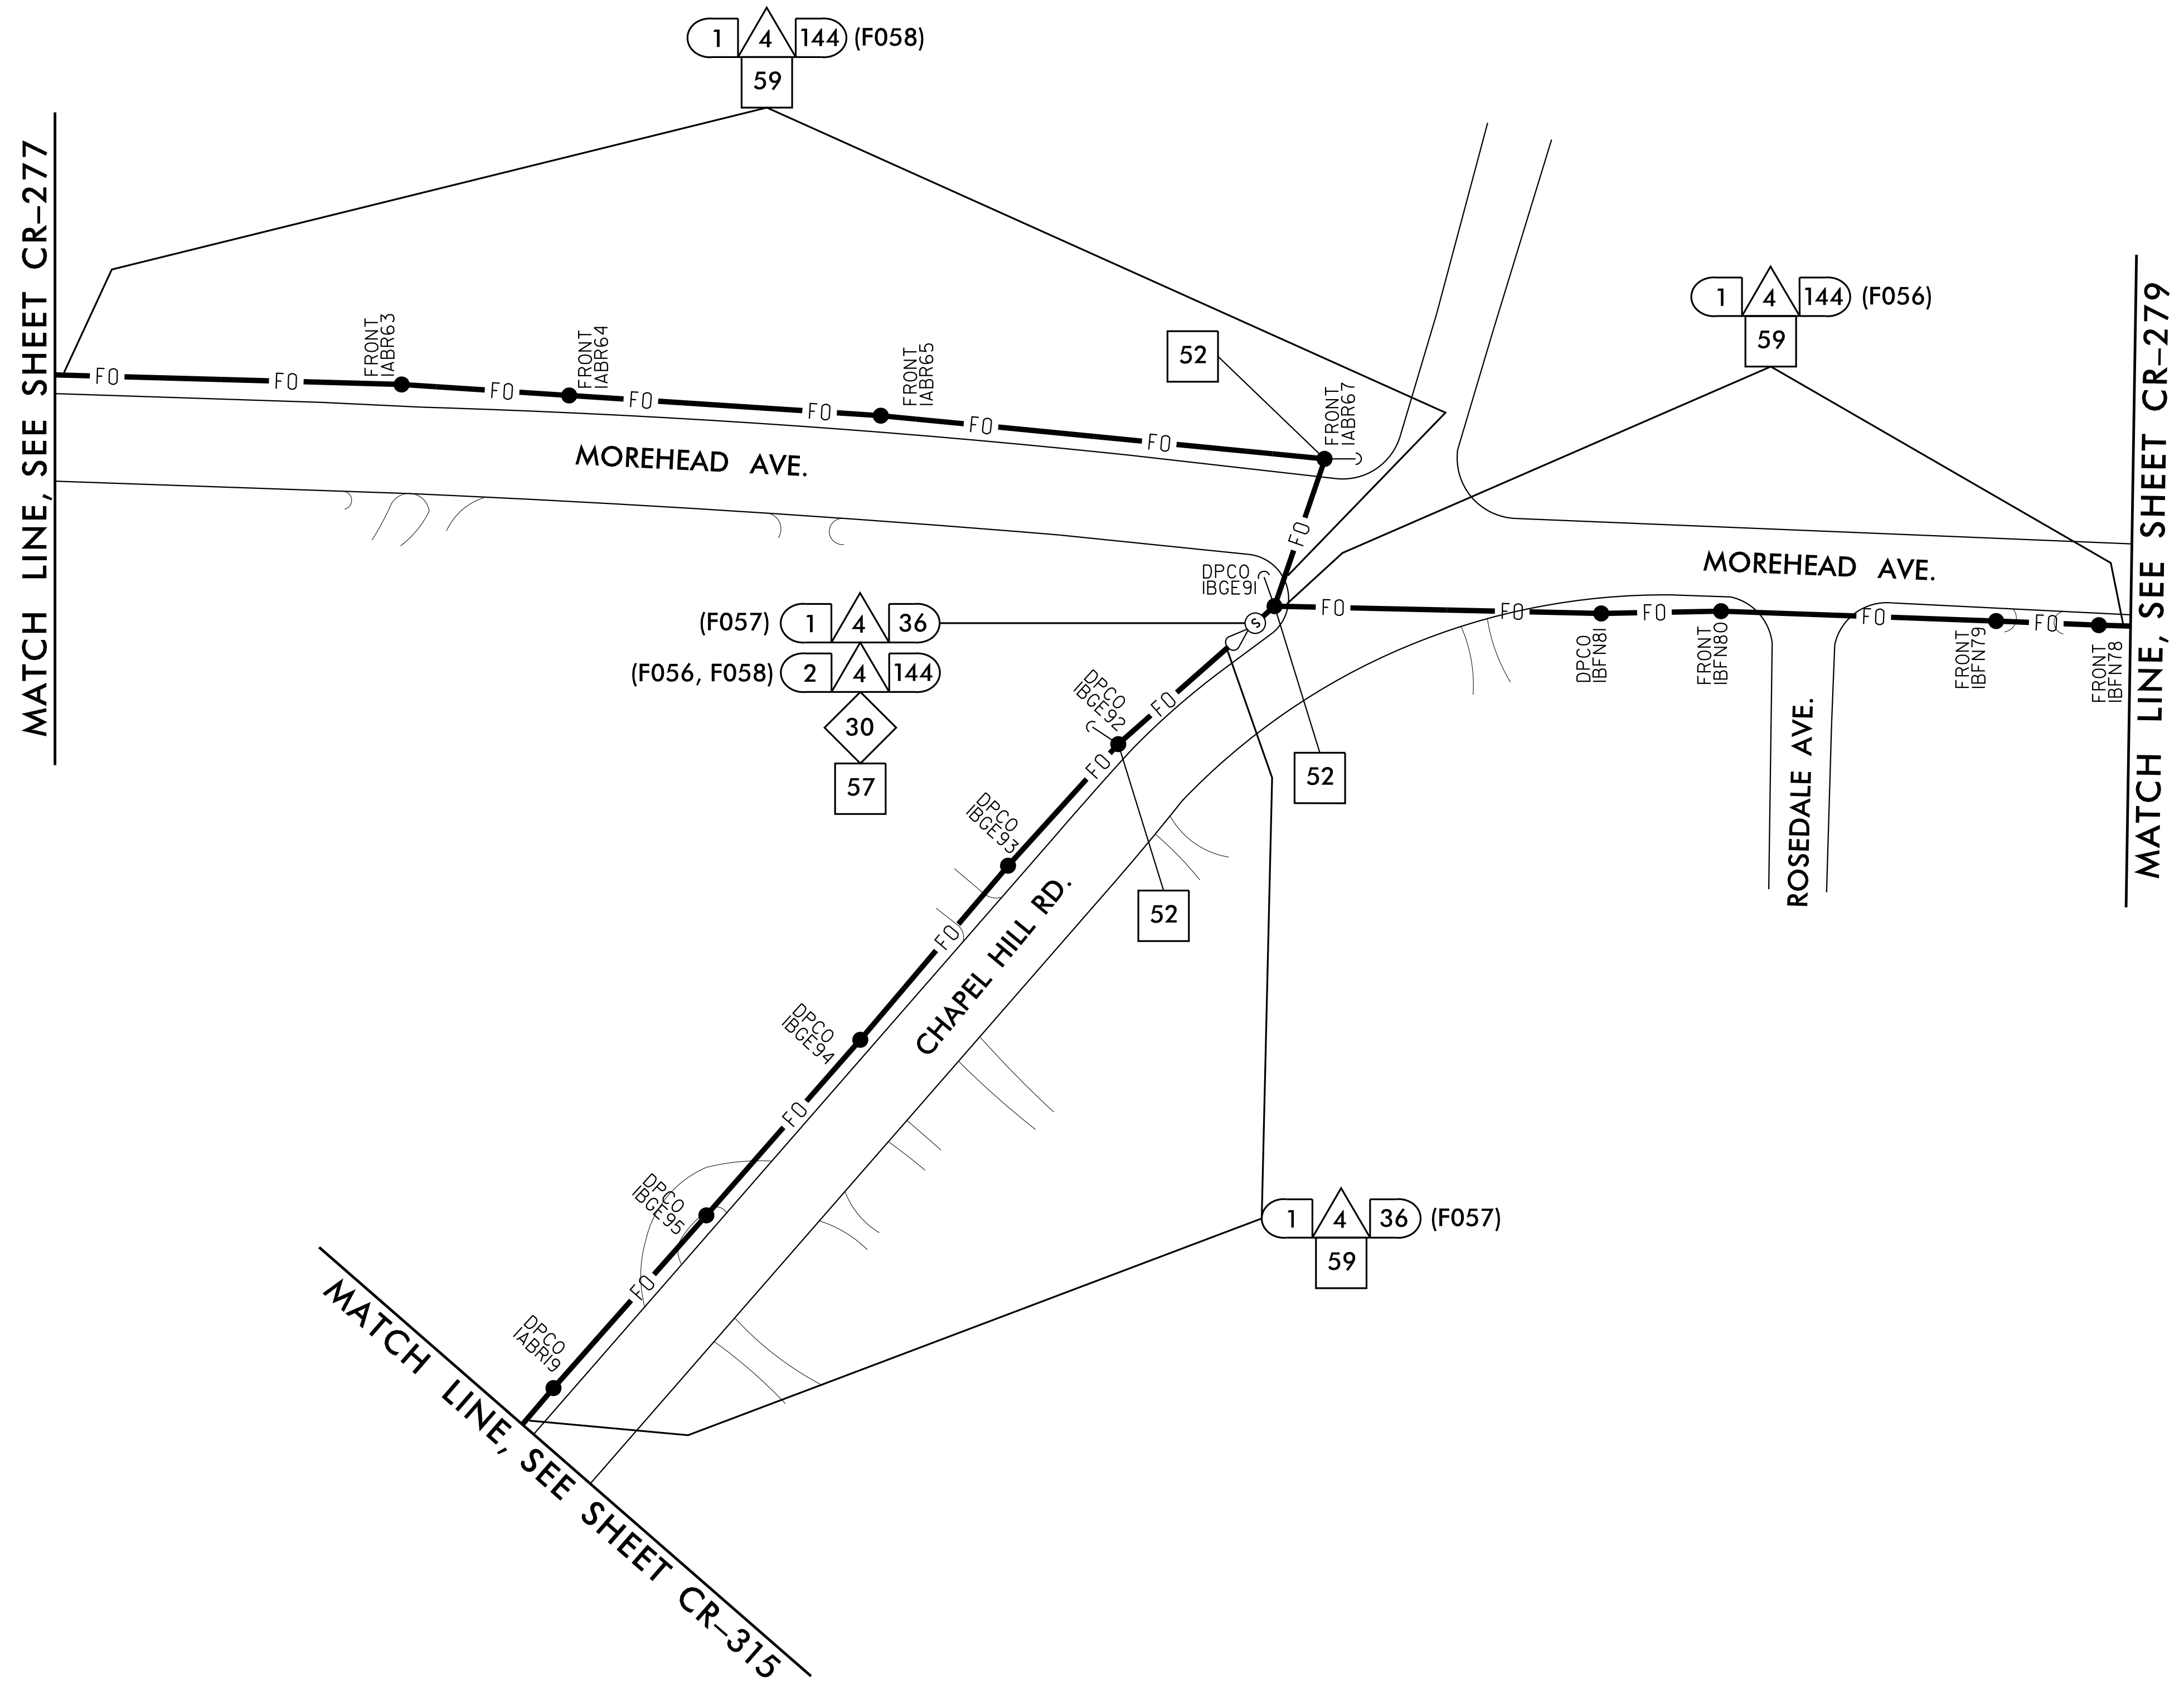 1 4 144 (F058)
59
MATCH LINE, SEE SHEET CR-277
1 4 144 (F056)
59
MATCH LINE, SEE SHEET CR-279
FRONT
IABR63
FRONT
IABR64
FRONT
IABR65
52
FRONT
IABR67
FO FO FO FO FO FO FO
MOREHEAD AVE.
FO
MOREHEAD AVE.
DPCO
IBGE91
FO FO FO FO FO
DPCO
IBFN81
FRONT
IBFN80
FRONT
IBFN79
FRONT
IBFN78
S
(F057) 1 4 36
(F056, F058) 2 4 144
30
57
DPCO
IBGE92
FO
FO
52
52
ROSEDALE AVE.
DPCO
IBGE93
CHAPEL HILL RD.
FO
DPCO
IBGE94
FO
DPCO
IBGE95
FO
1 4 36 (F057)
59
DPCO
IABR19
MATCH LINE, SEE SHEET CR-315